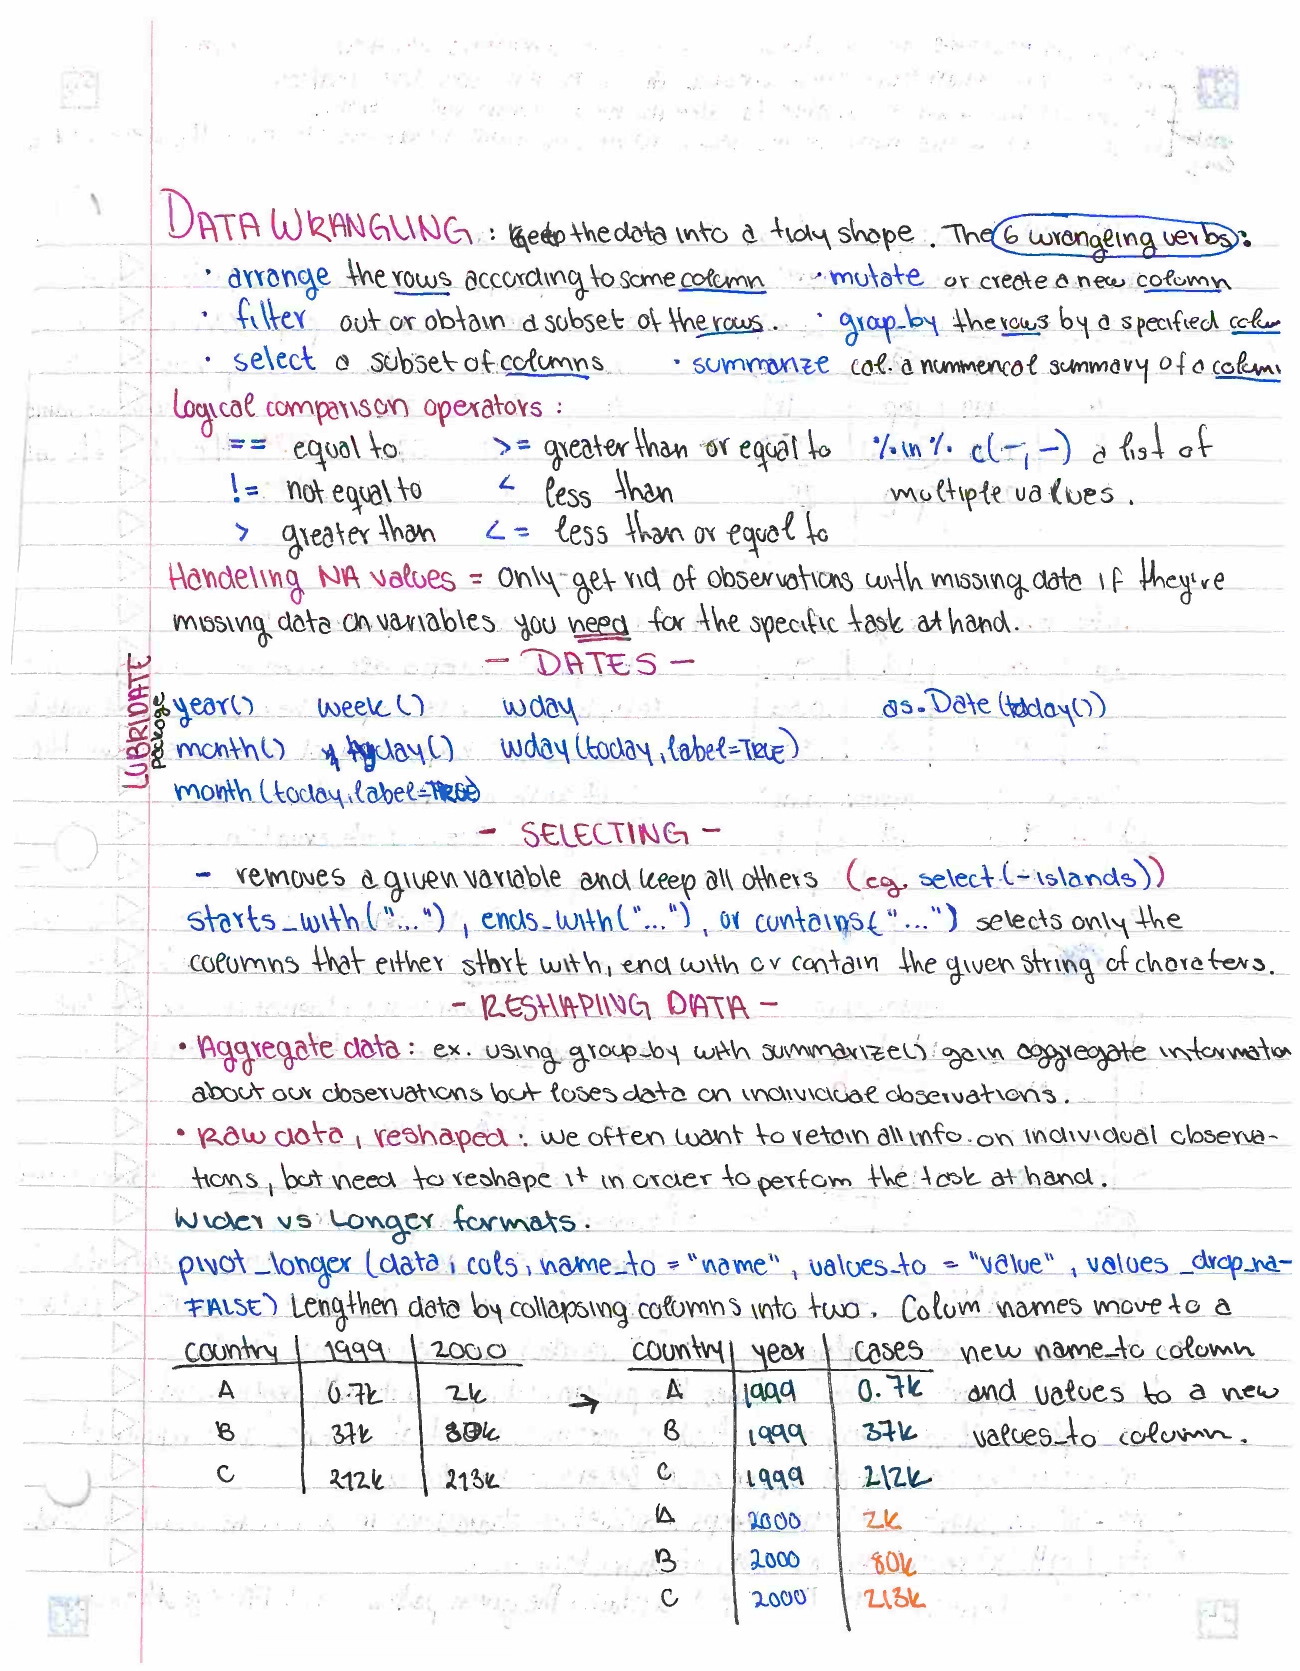 DATA WRANGLING : the data into a tidy shape. The 6 wrangeling verbs:
· arrange the rows according to some column · mutate or create a new column
· filter out or obtain a subset of the rows. · group_by the rows by a specified colum
· select a subset of columns · summarize cal. a nummerical summary of a column
Logical comparison operators :
== equal to >= greater than or equal to %in% c(-,-) a list of
!= not equal to < less than multiple values.
> greater than <= less than or equal to
Handeling NA values = Only get rid of observations with missing data if they're
missing data on variables you need for the specific task at hand.
- DATES -
LUBRIDATE package
year() week() wday as.Date(today())
month() yday() wday(today, label=TRUE)
month(today, label=TRUE)
- SELECTING -
- removes a given variable and keep all others (eg. select(-islands))
starts_with("..."), ends_with("..."), or contains("...") selects only the
columns that either start with, end with or contain the given string of charcters.
- RESHAPING DATA -
• Aggregate data: ex. using group_by with summarize() gain aggregate information
about our observations but loses data on individual observations.
• Raw data, reshaped: we often want to retain all info. on individual observa-
tions, but need to reshape it in order to perfom the task at hand.
Wider vs Longer formats.
pivot_longer (data, cols, name_to = "name", values_to = "value", values_drop_na=
FALSE) Lengthen data by collapsing columns into two. Colum names move to a
country 1999 2000 country year cases new name_to column
A 0.7k 2k → A 1999 0.7k and values to a new
B 37k 80k B 1999 37k values_to column.
C 212k 213k C 1999 212k
A 2000 2k
B 2000 80k
C 2000 213k